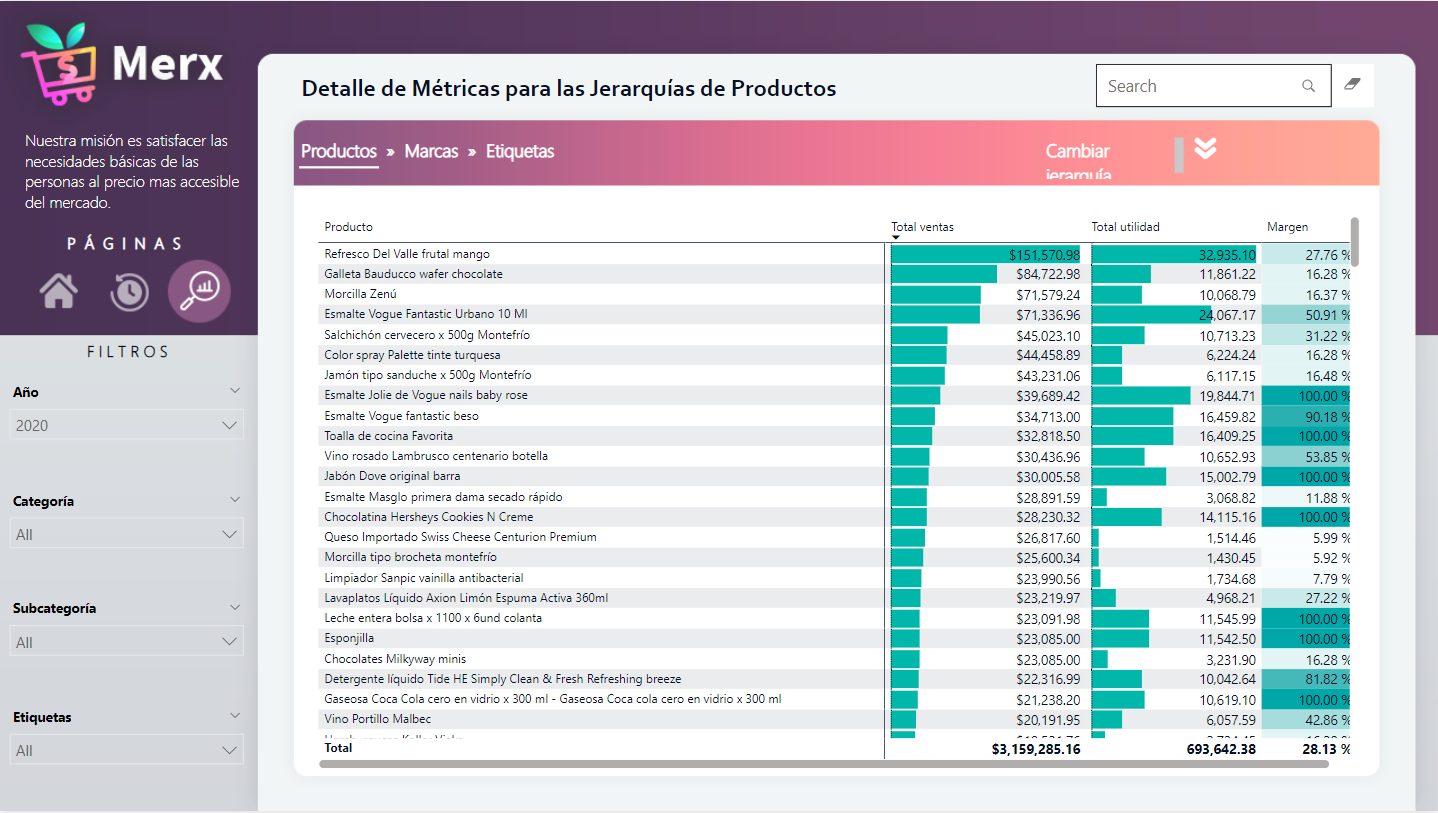 Merx
Nuestra misión es satisfacer las
necesidades básicas de las
personas al precio mas accesible
del mercado.
PÁGINAS
FILTROS
Año
2020
Categoría
All
Subcategoría
All
Etiquetas
All
Detalle de Métricas para las Jerarquías de Productos
Search
Productos » Marcas » Etiquetas
Cambiar
jerarquía
Producto Total ventas Total utilidad Margen
Refresco Del Valle frutal mango $151,570.98 32,935.10 27.76 %
Galleta Bauducco wafer chocolate $84,722.98 11,861.22 16.28 %
Morcilla Zenú $71,579.24 10,068.79 16.37 %
Esmalte Vogue Fantastic Urbano 10 Ml $71,336.96 24,067.17 50.91 %
Salchichón cervecero x 500g Montefrío $45,023.10 10,713.23 31.22 %
Color spray Palette tinte turquesa $44,458.89 6,224.24 16.28 %
Jamón tipo sanduche x 500g Montefrío $43,231.06 6,117.15 16.48 %
Esmalte Jolie de Vogue nails baby rose $39,689.42 19,844.71 100.00 %
Esmalte Vogue fantastic beso $34,713.00 16,459.82 90.18 %
Toalla de cocina Favorita $32,818.50 16,409.25 100.00 %
Vino rosado Lambrusco centenario botella $30,436.96 10,652.93 53.85 %
Jabón Dove original barra $30,005.58 15,002.79 100.00 %
Esmalte Masglo primera dama secado rápido $28,891.59 3,068.82 11.88 %
Chocolatina Hersheys Cookies N Creme $28,230.32 14,115.16 100.00 %
Queso Importado Swiss Cheese Centurion Premium $26,817.60 1,514.46 5.99 %
Morcilla tipo brocheta montefrío $25,600.34 1,430.45 5.92 %
Limpiador Sanpic vainilla antibacterial $23,990.56 1,734.68 7.79 %
Lavaplatos Líquido Axion Limón Espuma Activa 360ml $23,219.97 4,968.21 27.22 %
Leche entera bolsa x 1100 x 6und colanta $23,091.98 11,545.99 100.00 %
Esponjilla $23,085.00 11,542.50 100.00 %
Chocolates Milkyway minis $23,085.00 3,231.90 16.28 %
Detergente líquido Tide HE Simply Clean & Fresh Refreshing breeze $22,316.99 10,042.64 81.82 %
Gaseosa Coca Cola cero en vidrio x 300 ml - Gaseosa Coca cola cero en vidrio x 300 ml $21,238.20 10,619.10 100.00 %
Vino Portillo Malbec $20,191.95 6,057.59 42.86 %
Total $3,159,285.16 693,642.38 28.13 %